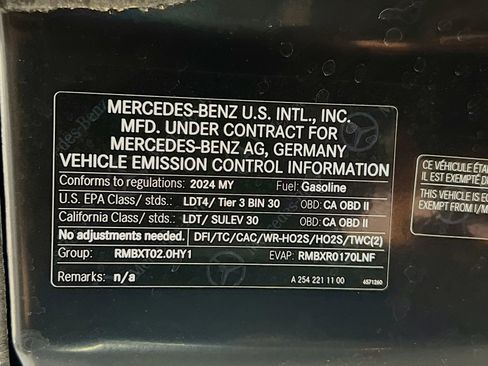 MERCEDES-BENZ U.S. INTL., INC.
MFD. UNDER CONTRACT FOR
MERCEDES-BENZ AG, GERMANY
VEHICLE EMISSION CONTROL INFORMATION
Conforms to regulations: 2024 MY Fuel: Gasoline
U.S. EPA Class/ stds.: LDT4/ Tier 3 BIN 30 OBD: CA OBD II
California Class/ stds.: LDT/ SULEV 30 OBD: CA OBD II
No adjustments needed. DFI/TC/CAC/WR-HO2S/HO2S/TWC(2)
Group: RMBXT02.0HY1 EVAP: RMBXR0170LNF
Remarks: n/a
A 254 221 11 00 4571260
CE VÉHICULE ÉTA
IL EST EXEMPTÉ D
THIS VEHICLE IS E
EXEMPT FROM I/M